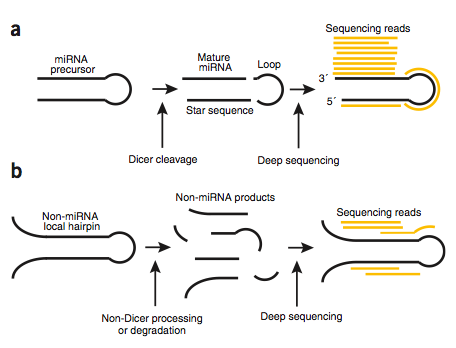 a
Sequencing reads
miRNA
precursor
Mature
miRNA
Loop
3´
5´
Star sequence
Dicer cleavage
Deep sequencing
b
Non-miRNA products
Non-miRNA
local hairpin
Sequencing reads
Non-Dicer processing
or degradation
Deep sequencing